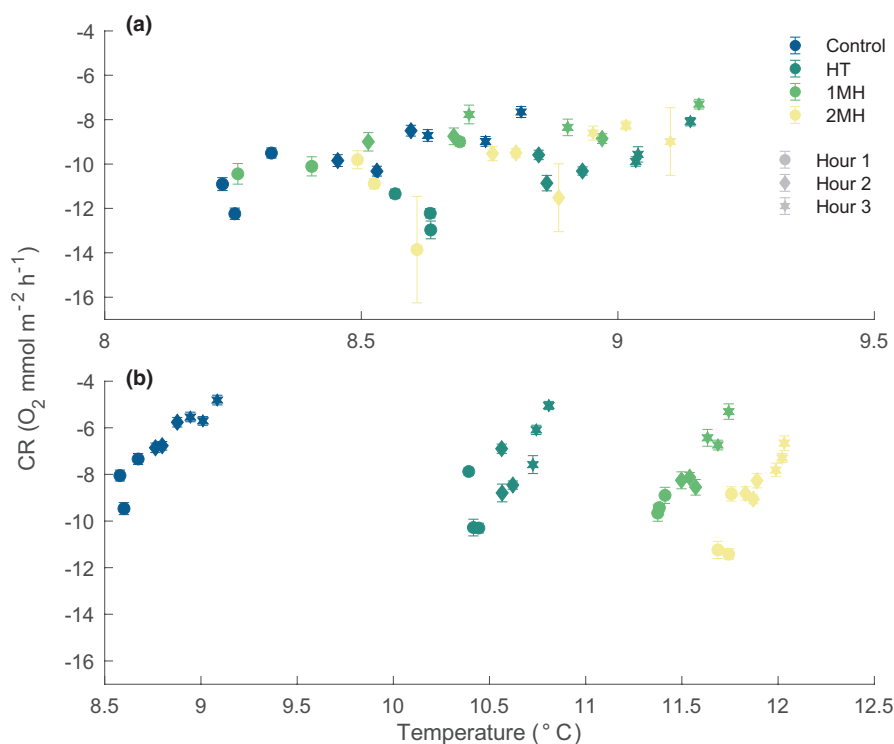 (a)
-4
-6
-8
-10
-12
-14
-16
8
8.5
9
9.5
Control
HT
1MH
2MH
Hour 1
Hour 2
Hour 3
CR (O₂ mmol m⁻² h⁻¹)
(b)
-4
-6
-8
-10
-12
-14
-16
8.5
9
9.5
10
10.5
11
11.5
12
12.5
Temperature (° C)